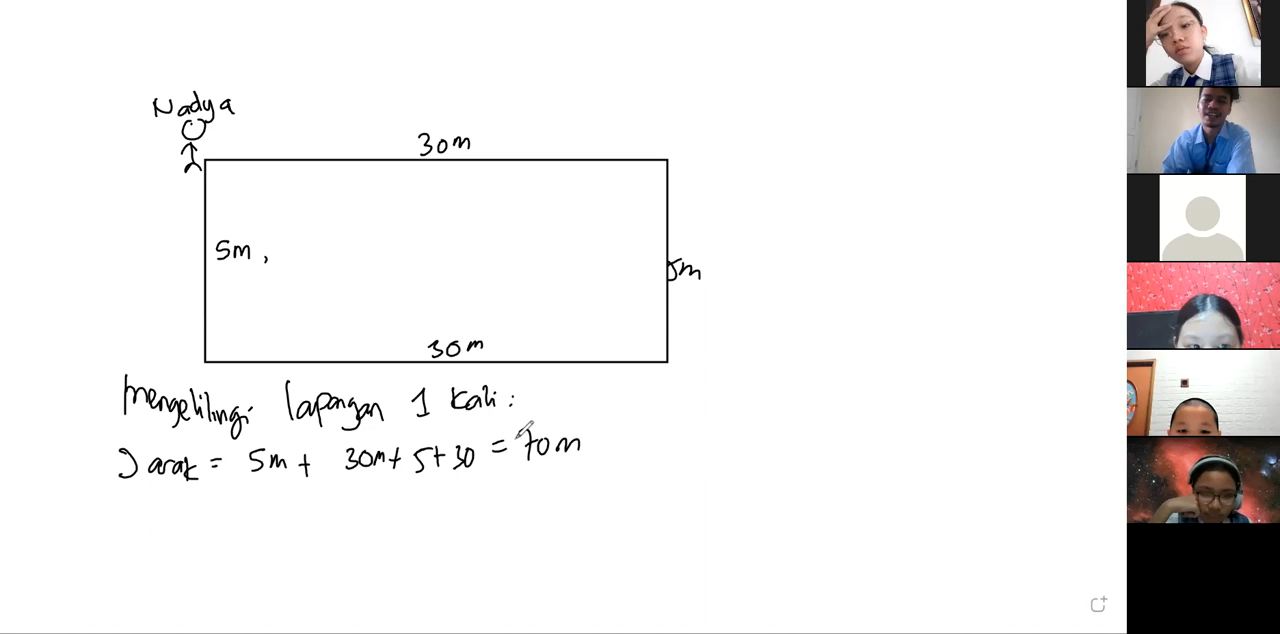 Nadya
30m
5m,
5m
30m
Mengelilingi lapangan 1 kali:
Jarak = 5m + 30m + 5 + 30 = 70m